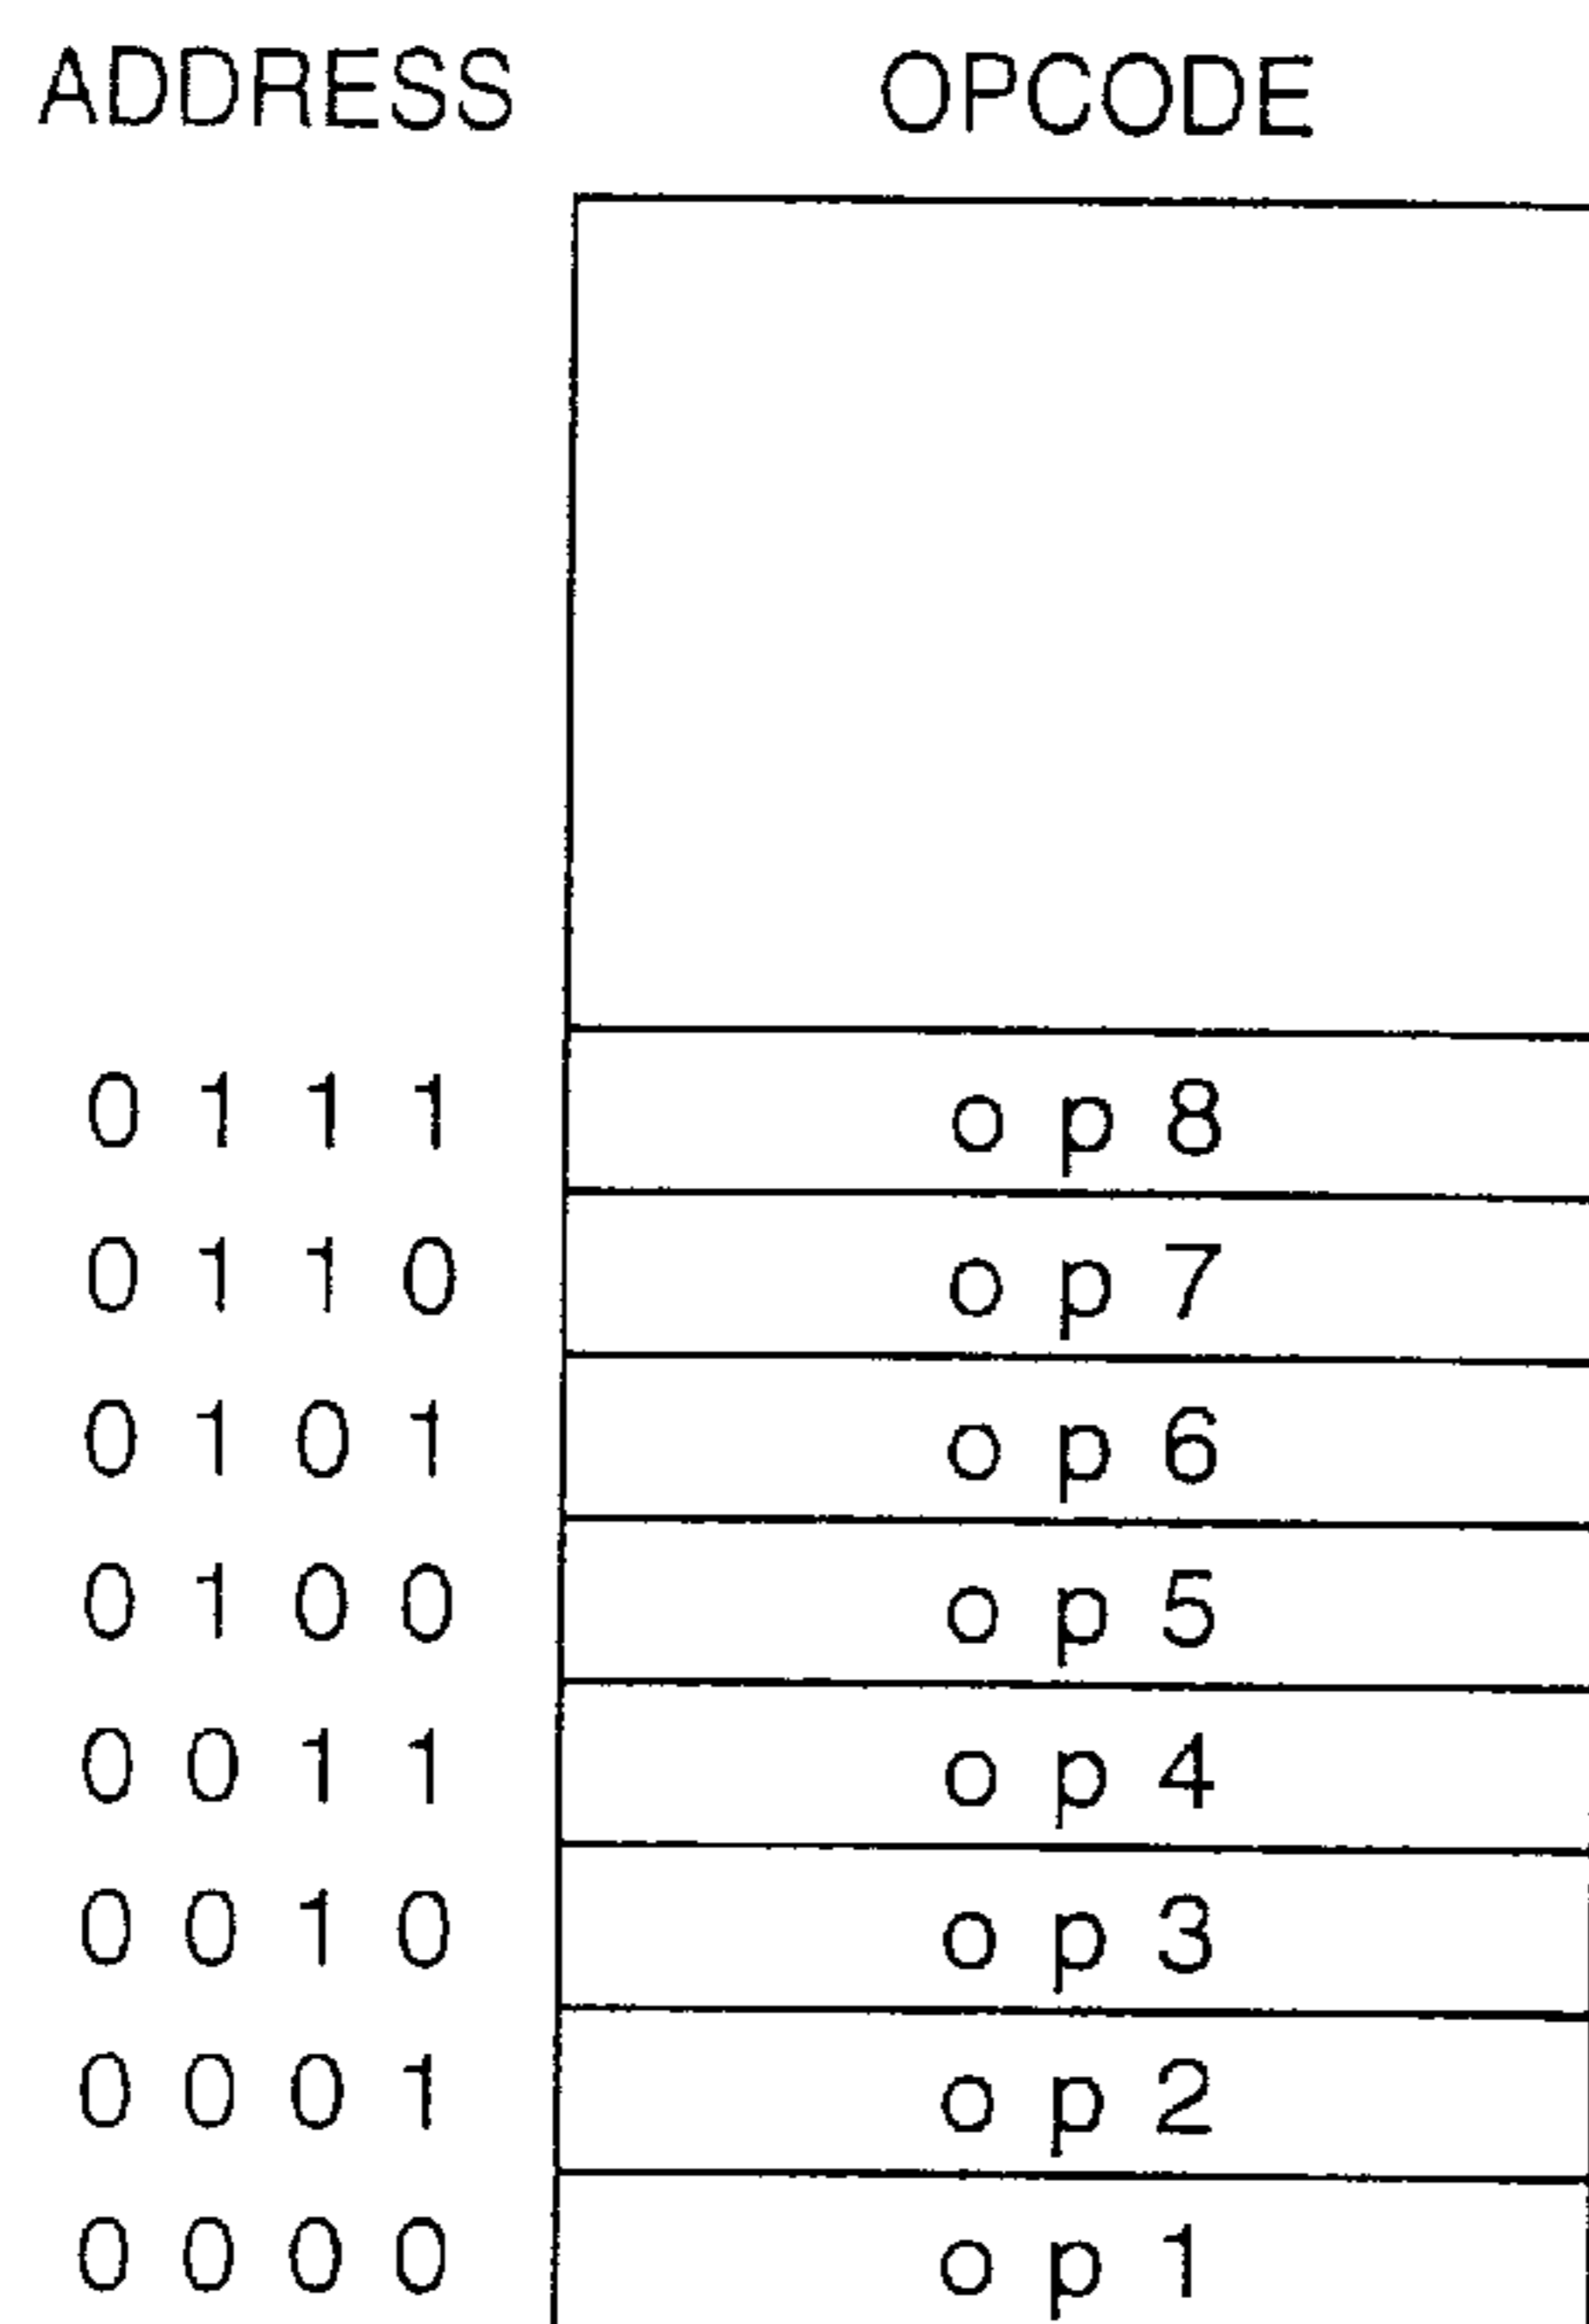 ADDRESS OPCODE
0 1 1 1 o p 8
0 1 1 0 o p 7
0 1 0 1 o p 6
0 1 0 0 o p 5
0 0 1 1 o p 4
0 0 1 0 o p 3
0 0 0 1 o p 2
0 0 0 0 o p 1